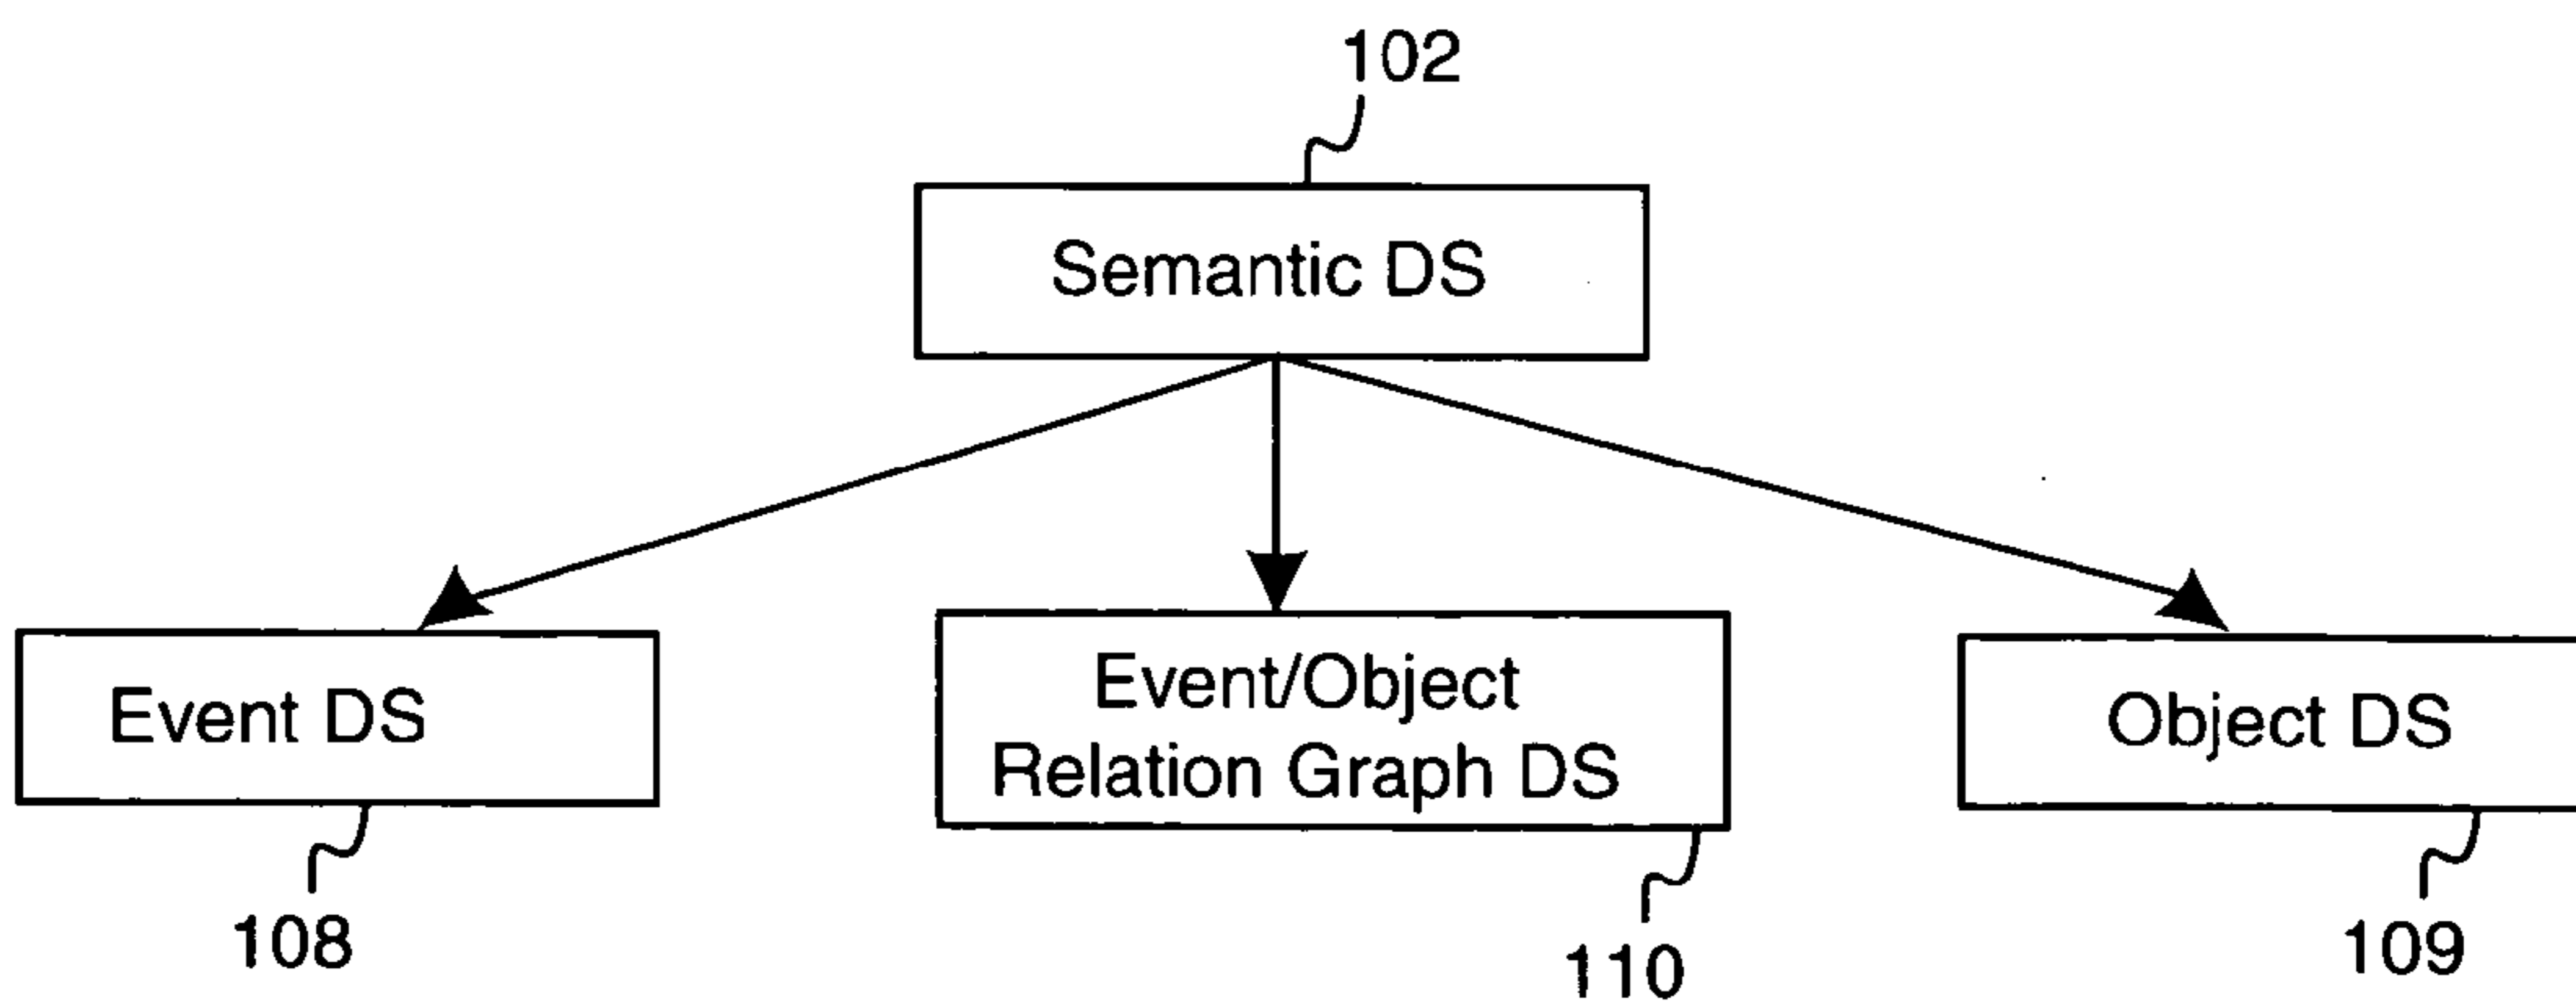 102
Semantic DS
Event DS
Event/Object
Relation Graph DS
Object DS
108
110
109